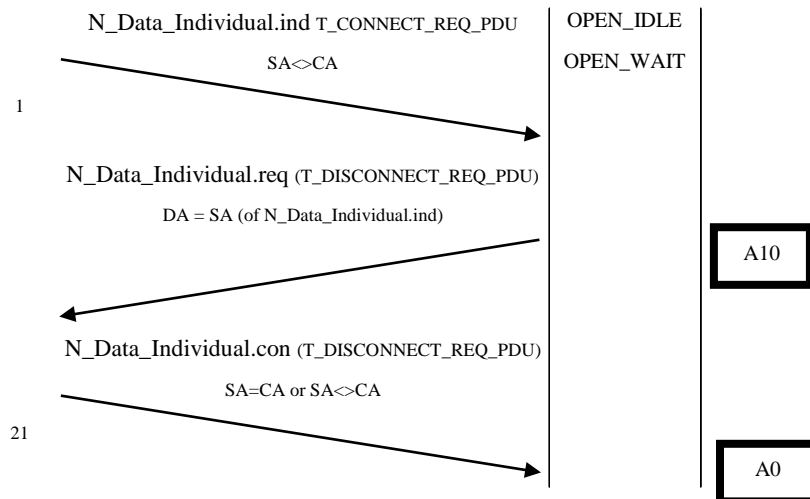 N_Data_Individual.ind T_CONNECT_REQ_PDU
OPEN_IDLE
SA<>CA
OPEN_WAIT
1
N_Data_Individual.req (T_DISCONNECT_REQ_PDU)
DA = SA (of N_Data_Individual.ind)
A10
N_Data_Individual.con (T_DISCONNECT_REQ_PDU)
SA=CA or SA<>CA
21
A0